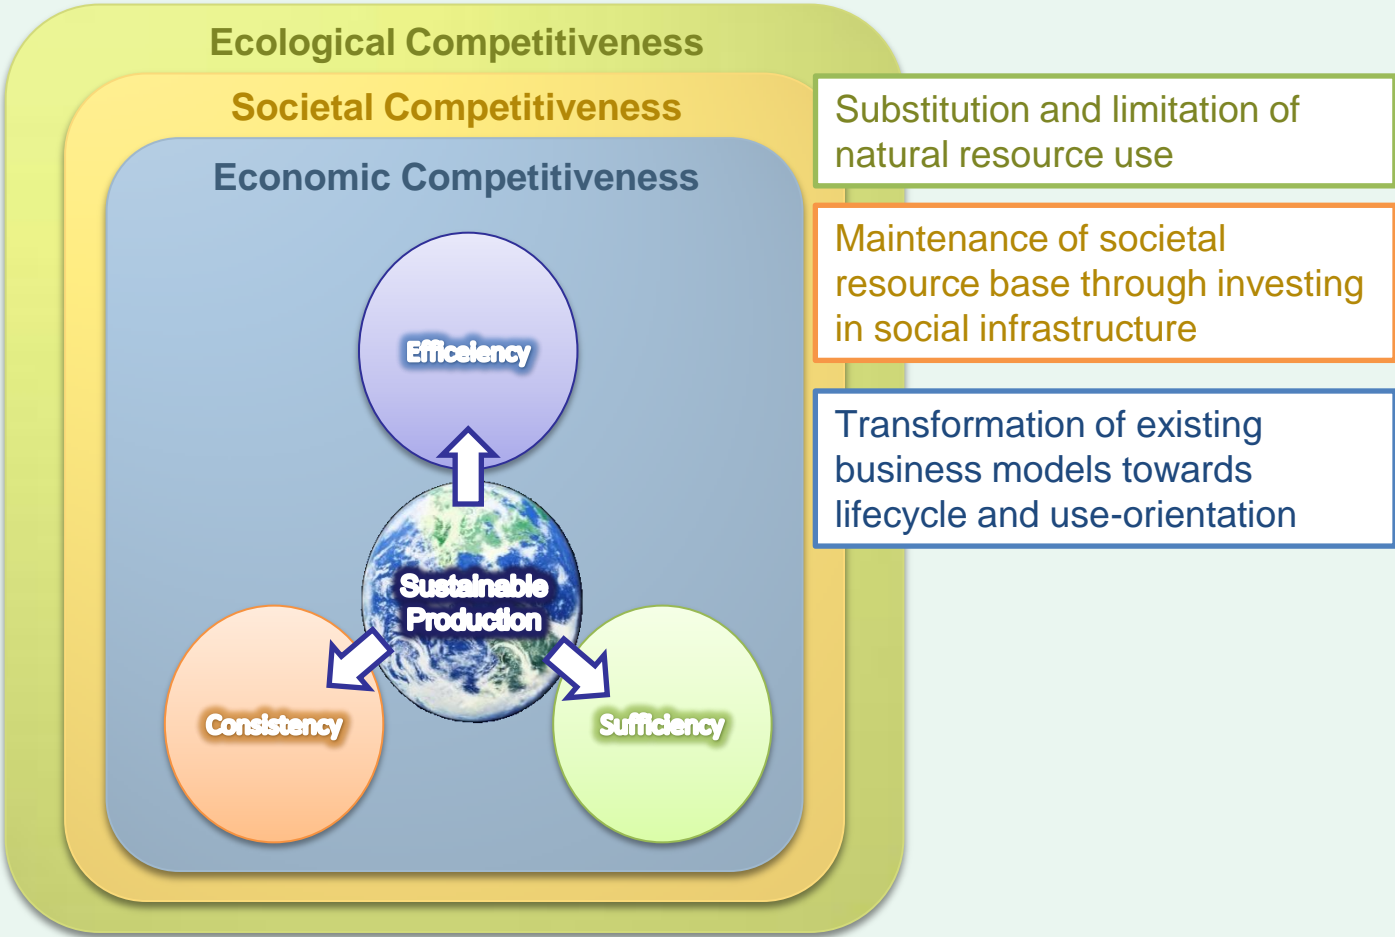 Ecological Competitiveness
Societal Competitiveness
Economic Competitiveness
Efficeiency
Sustainable
Production
Consistency
Sufficiency
Substitution and limitation of
natural resource use
Maintenance of societal
resource base through investing
in social infrastructure
Transformation of existing
business models towards
lifecycle and use-orientation